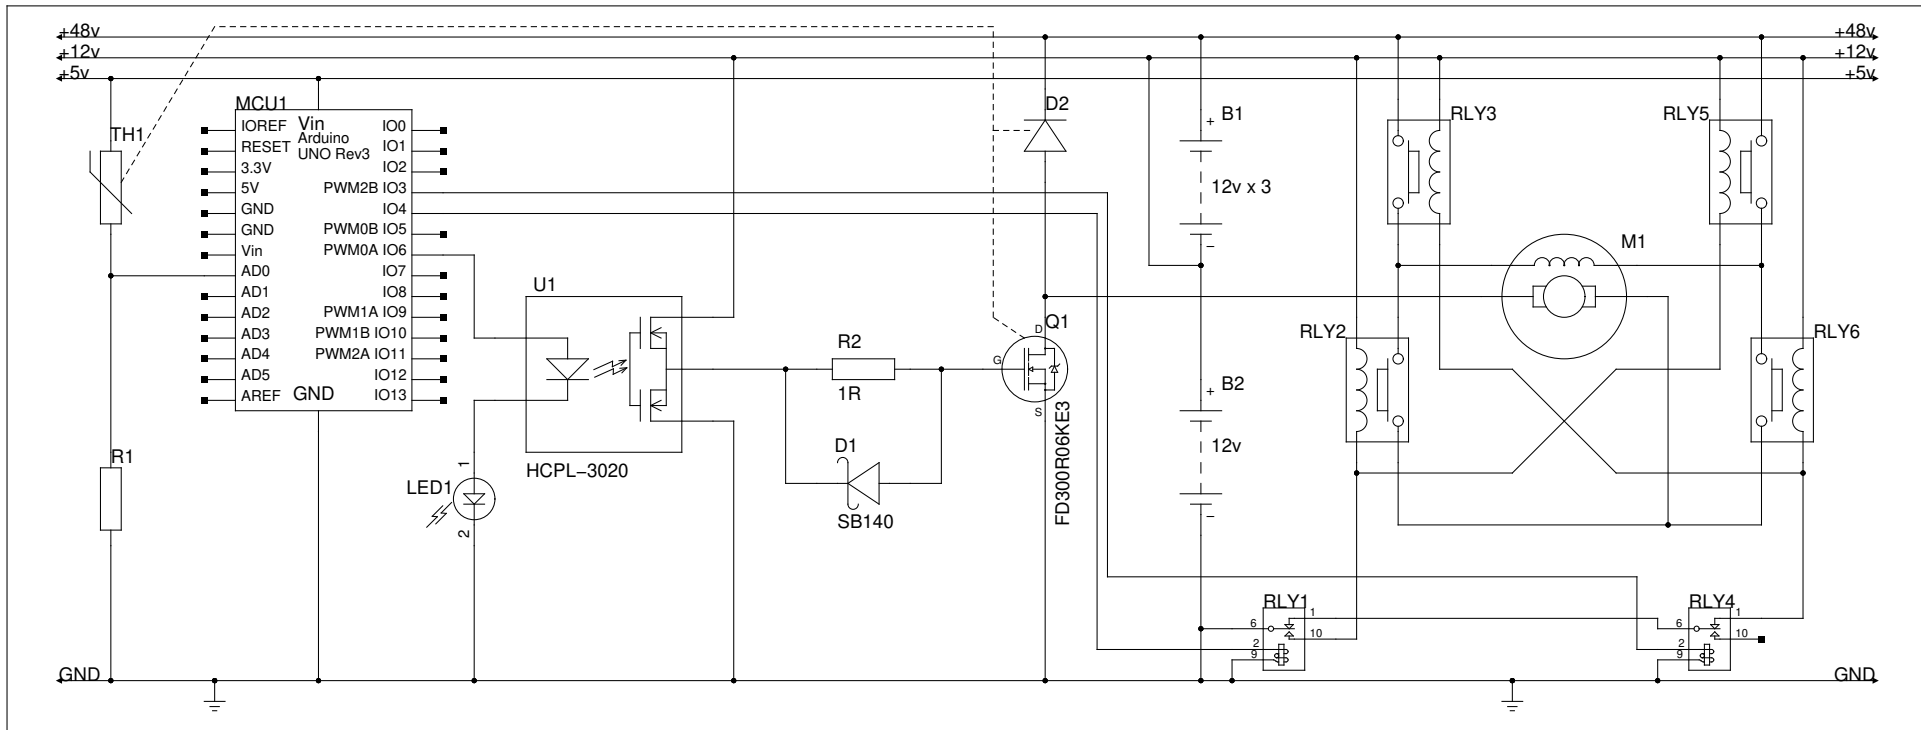 +48v
+48v
+12v
+12v
+5v
+5v
MCU1
Vin
Arduino
UNO Rev3
IOREF
RESET
3.3V
5V
GND
GND
Vin
AD0
AD1
AD2
AD3
AD4
AD5
AREF
GND
IO0
IO1
IO2
PWM2B IO3
IO4
PWM0B IO5
PWM0A IO6
IO7
IO8
PWM1A IO9
PWM1B IO10
PWM2A IO11
IO12
IO13
TH1
R1
LED1
1
2
U1
HCPL-3020
R2
1R
D1
SB140
D2
Q1
D
G
S
FD300R06KE3
B1
+
12v x 3
−
B2
+
12v
−
RLY3
RLY5
M1
RLY2
RLY6
RLY1
1
6
10
2
9
RLY4
1
6
10
2
9
GND
GND